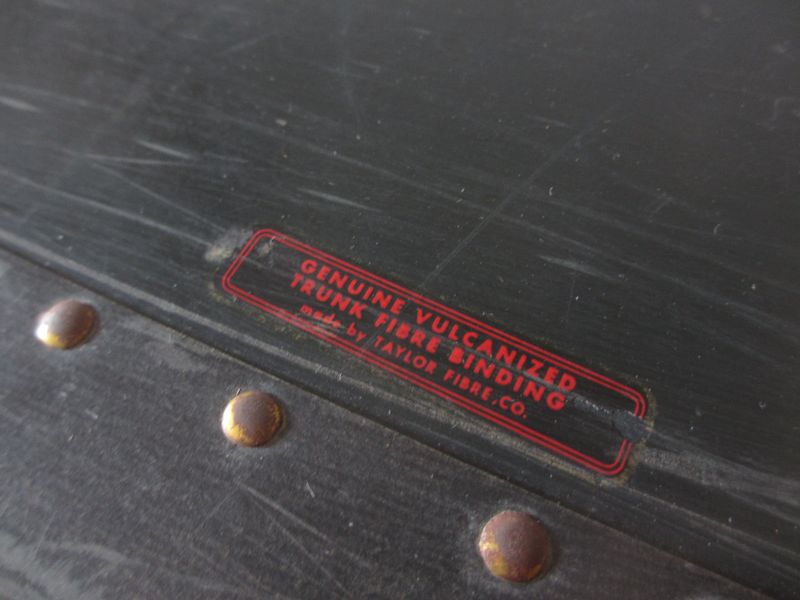 GENUINE VULCANIZED
TRUNK FIBRE BINDING
made by TAYLOR FIBRE, CO.